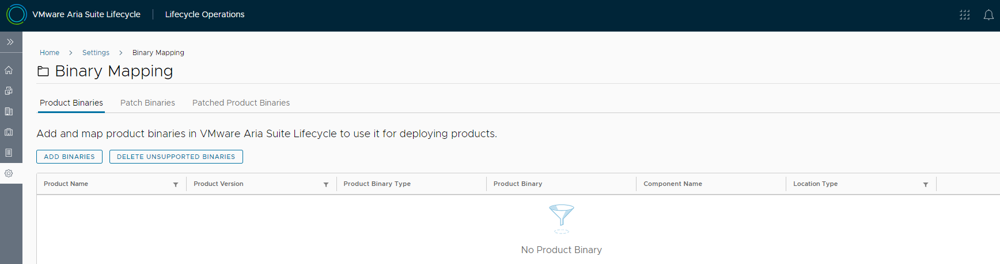 VMware Aria Suite Lifecycle Lifecycle Operations
Home Settings Binary Mapping
Binary Mapping
Product Binaries Patch Binaries Patched Product Binaries
Add and map product binaries in VMware Aria Suite Lifecycle to use it for deploying products.
ADD BINARIES DELETE UNSUPPORTED BINARIES
Product Name Product Version Product Binary Type Product Binary Component Name Location Type
No Product Binary